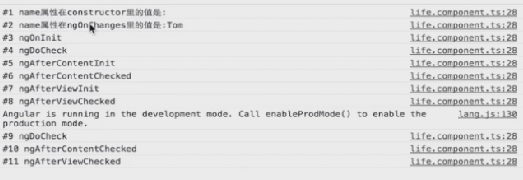 #1 name属性在constructor里的值是: life.component.ts:28
#2 name属性在ngOnChanges里的值是:Tom life.component.ts:28
#3 ngOnInit life.component.ts:28
#4 ngDoCheck life.component.ts:28
#5 ngAfterContentInit life.component.ts:28
#6 ngAfterContentChecked life.component.ts:28
#7 ngAfterViewInit life.component.ts:28
#8 ngAfterViewChecked life.component.ts:28
Angular is running in the development mode. Call enableProdMode() to enable the lang.js:130
production mode.
#9 ngDoCheck life.component.ts:28
#10 ngAfterContentChecked life.component.ts:28
#11 ngAfterViewChecked life.component.ts:28